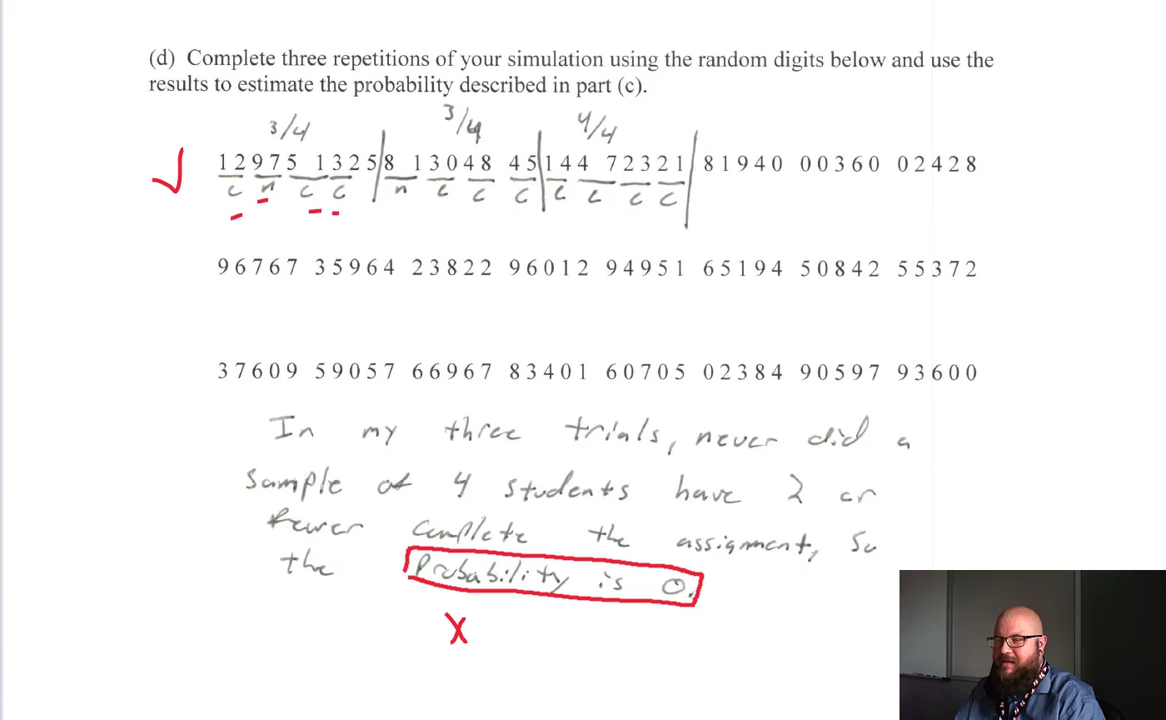 (d) Complete three repetitions of your simulation using the random digits below and use the
results to estimate the probability described in part (c).
3/4 3/4 4/4
12975 13258 13048 45144 72321 81940 00360 02428
c n c c n c c c c c c c
96767 35964 23822 96012 94951 65194 50842 55372
37609 59057 66967 83401 60705 02384 90597 93600
In my three trials, never did a
sample of 4 students have 2 or
fewer complete the assignment, so
the Probability is 0.
X